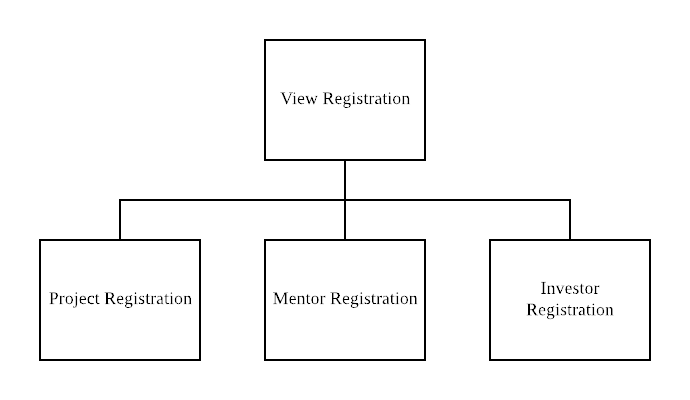 View Registration
Project Registration
Mentor Registration
Investor
Registration